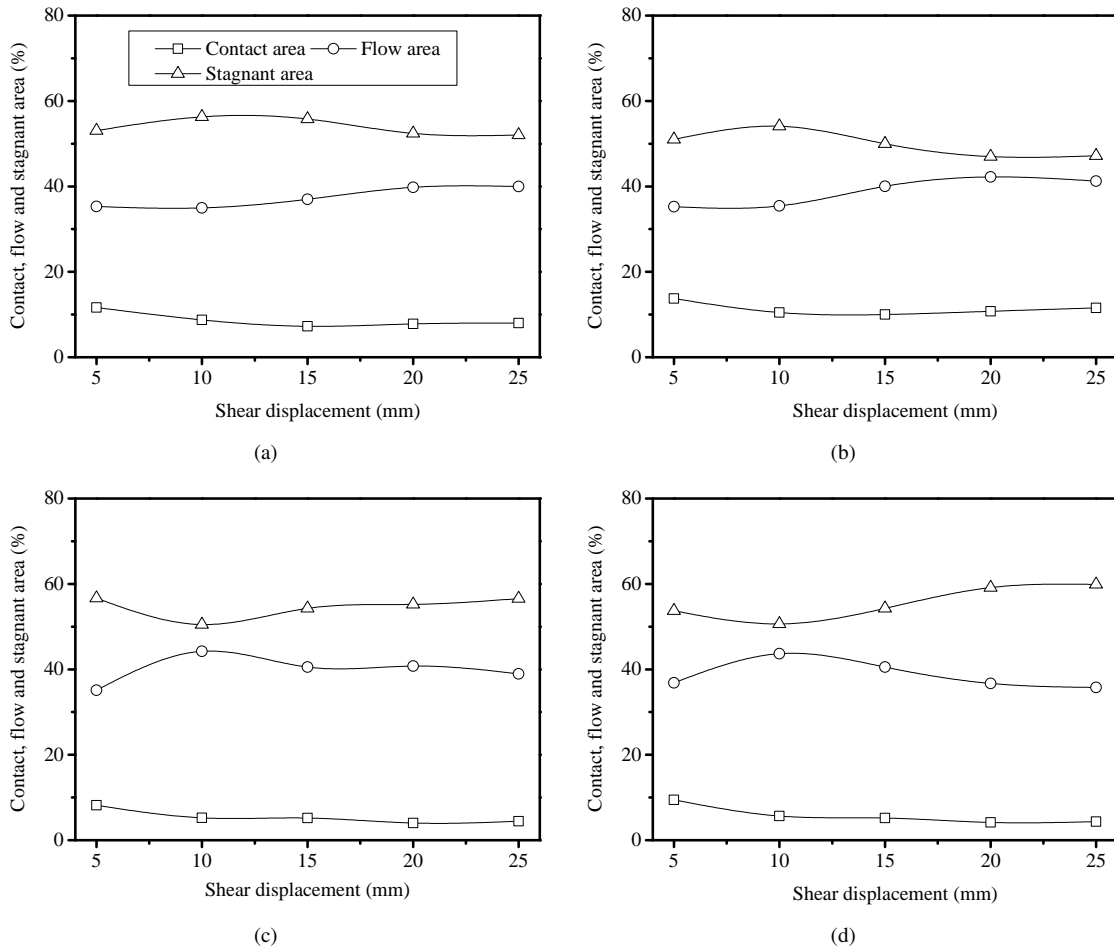 80
60
40
20
0
Contact, flow and stagnant area (%)
Contact area Flow area
Stagnant area
5 10 15 20 25
Shear displacement (mm)
(a)
80
60
40
20
0
Contact, flow and stagnant area (%)
5 10 15 20 25
Shear displacement (mm)
(b)
80
60
40
20
0
Contact, flow and stagnant area (%)
5 10 15 20 25
Shear displacement (mm)
(c)
80
60
40
20
0
Contact, flow and stagnant area (%)
5 10 15 20 25
Shear displacement (mm)
(d)